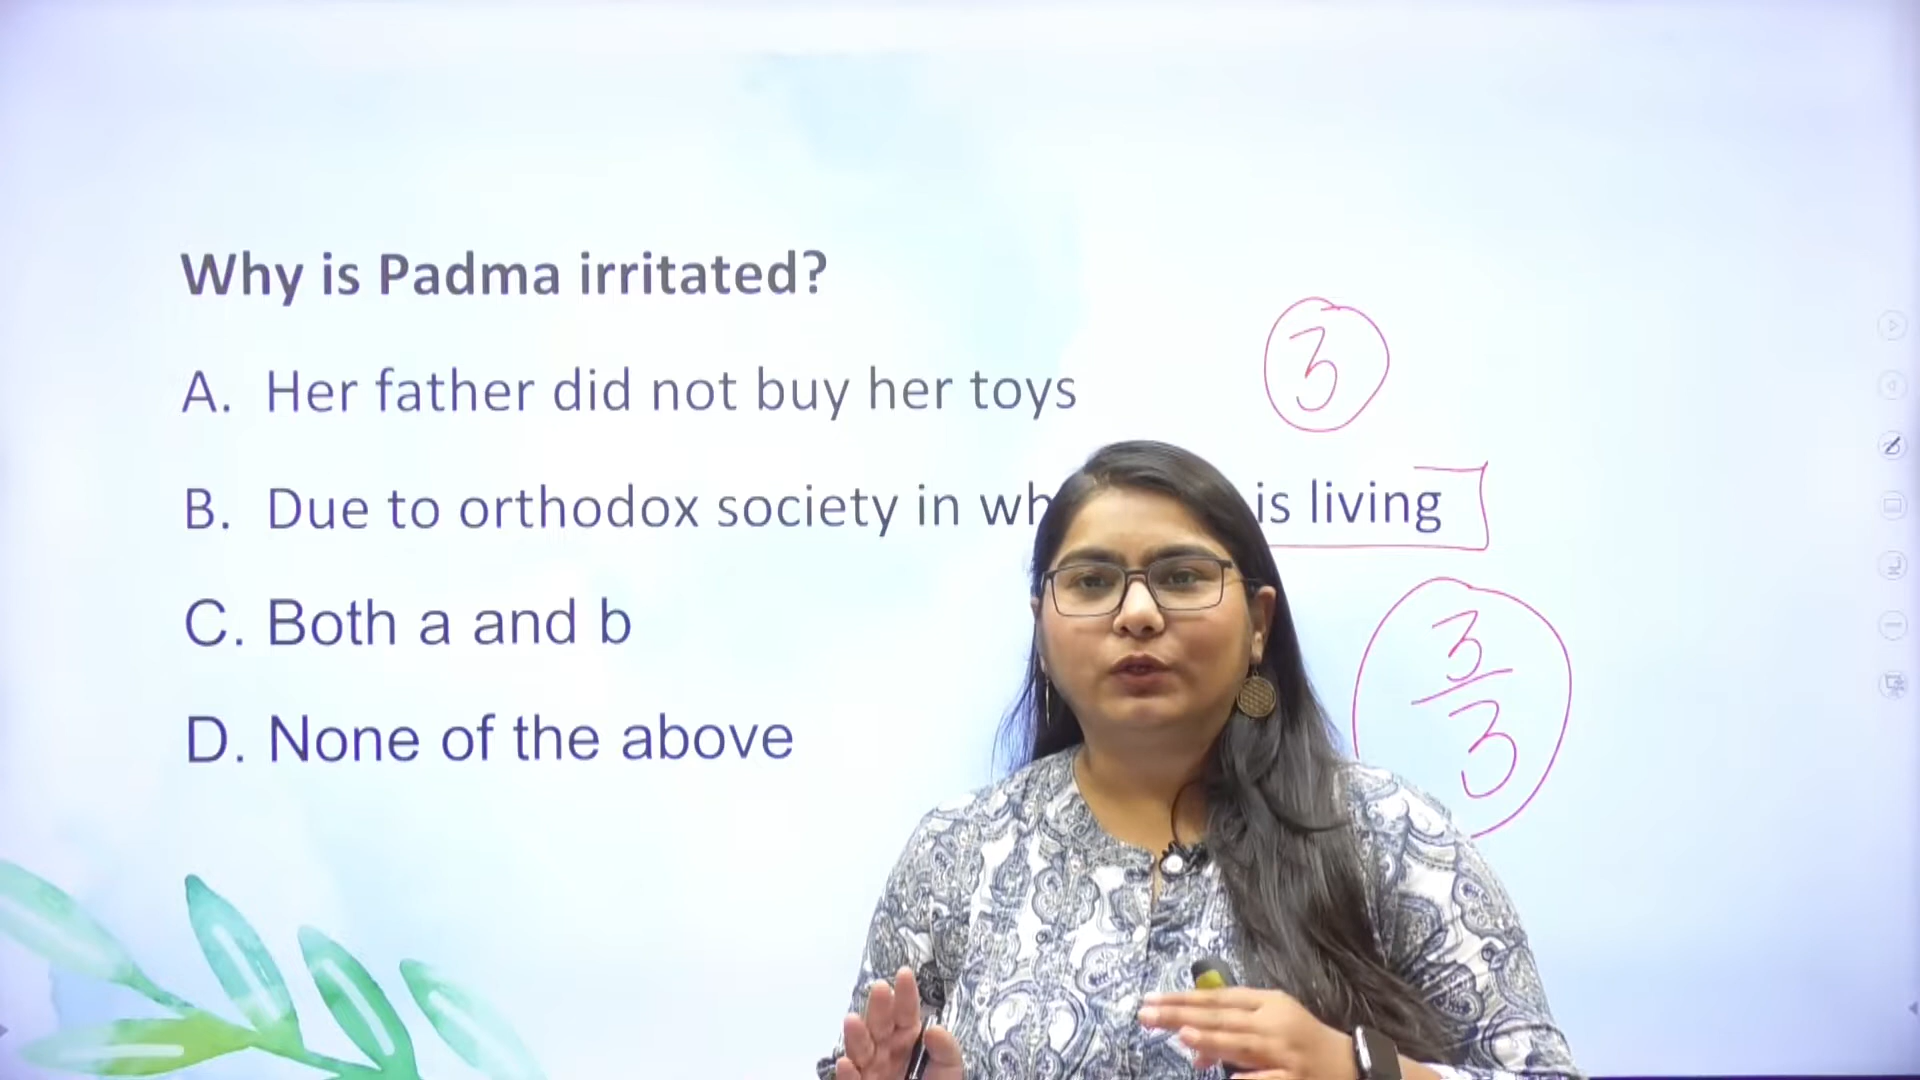 Why is Padma irritated?
A. Her father did not buy her toys
3
B. Due to orthodox society in is living
C. Both a and b
3
3
D. None of the above